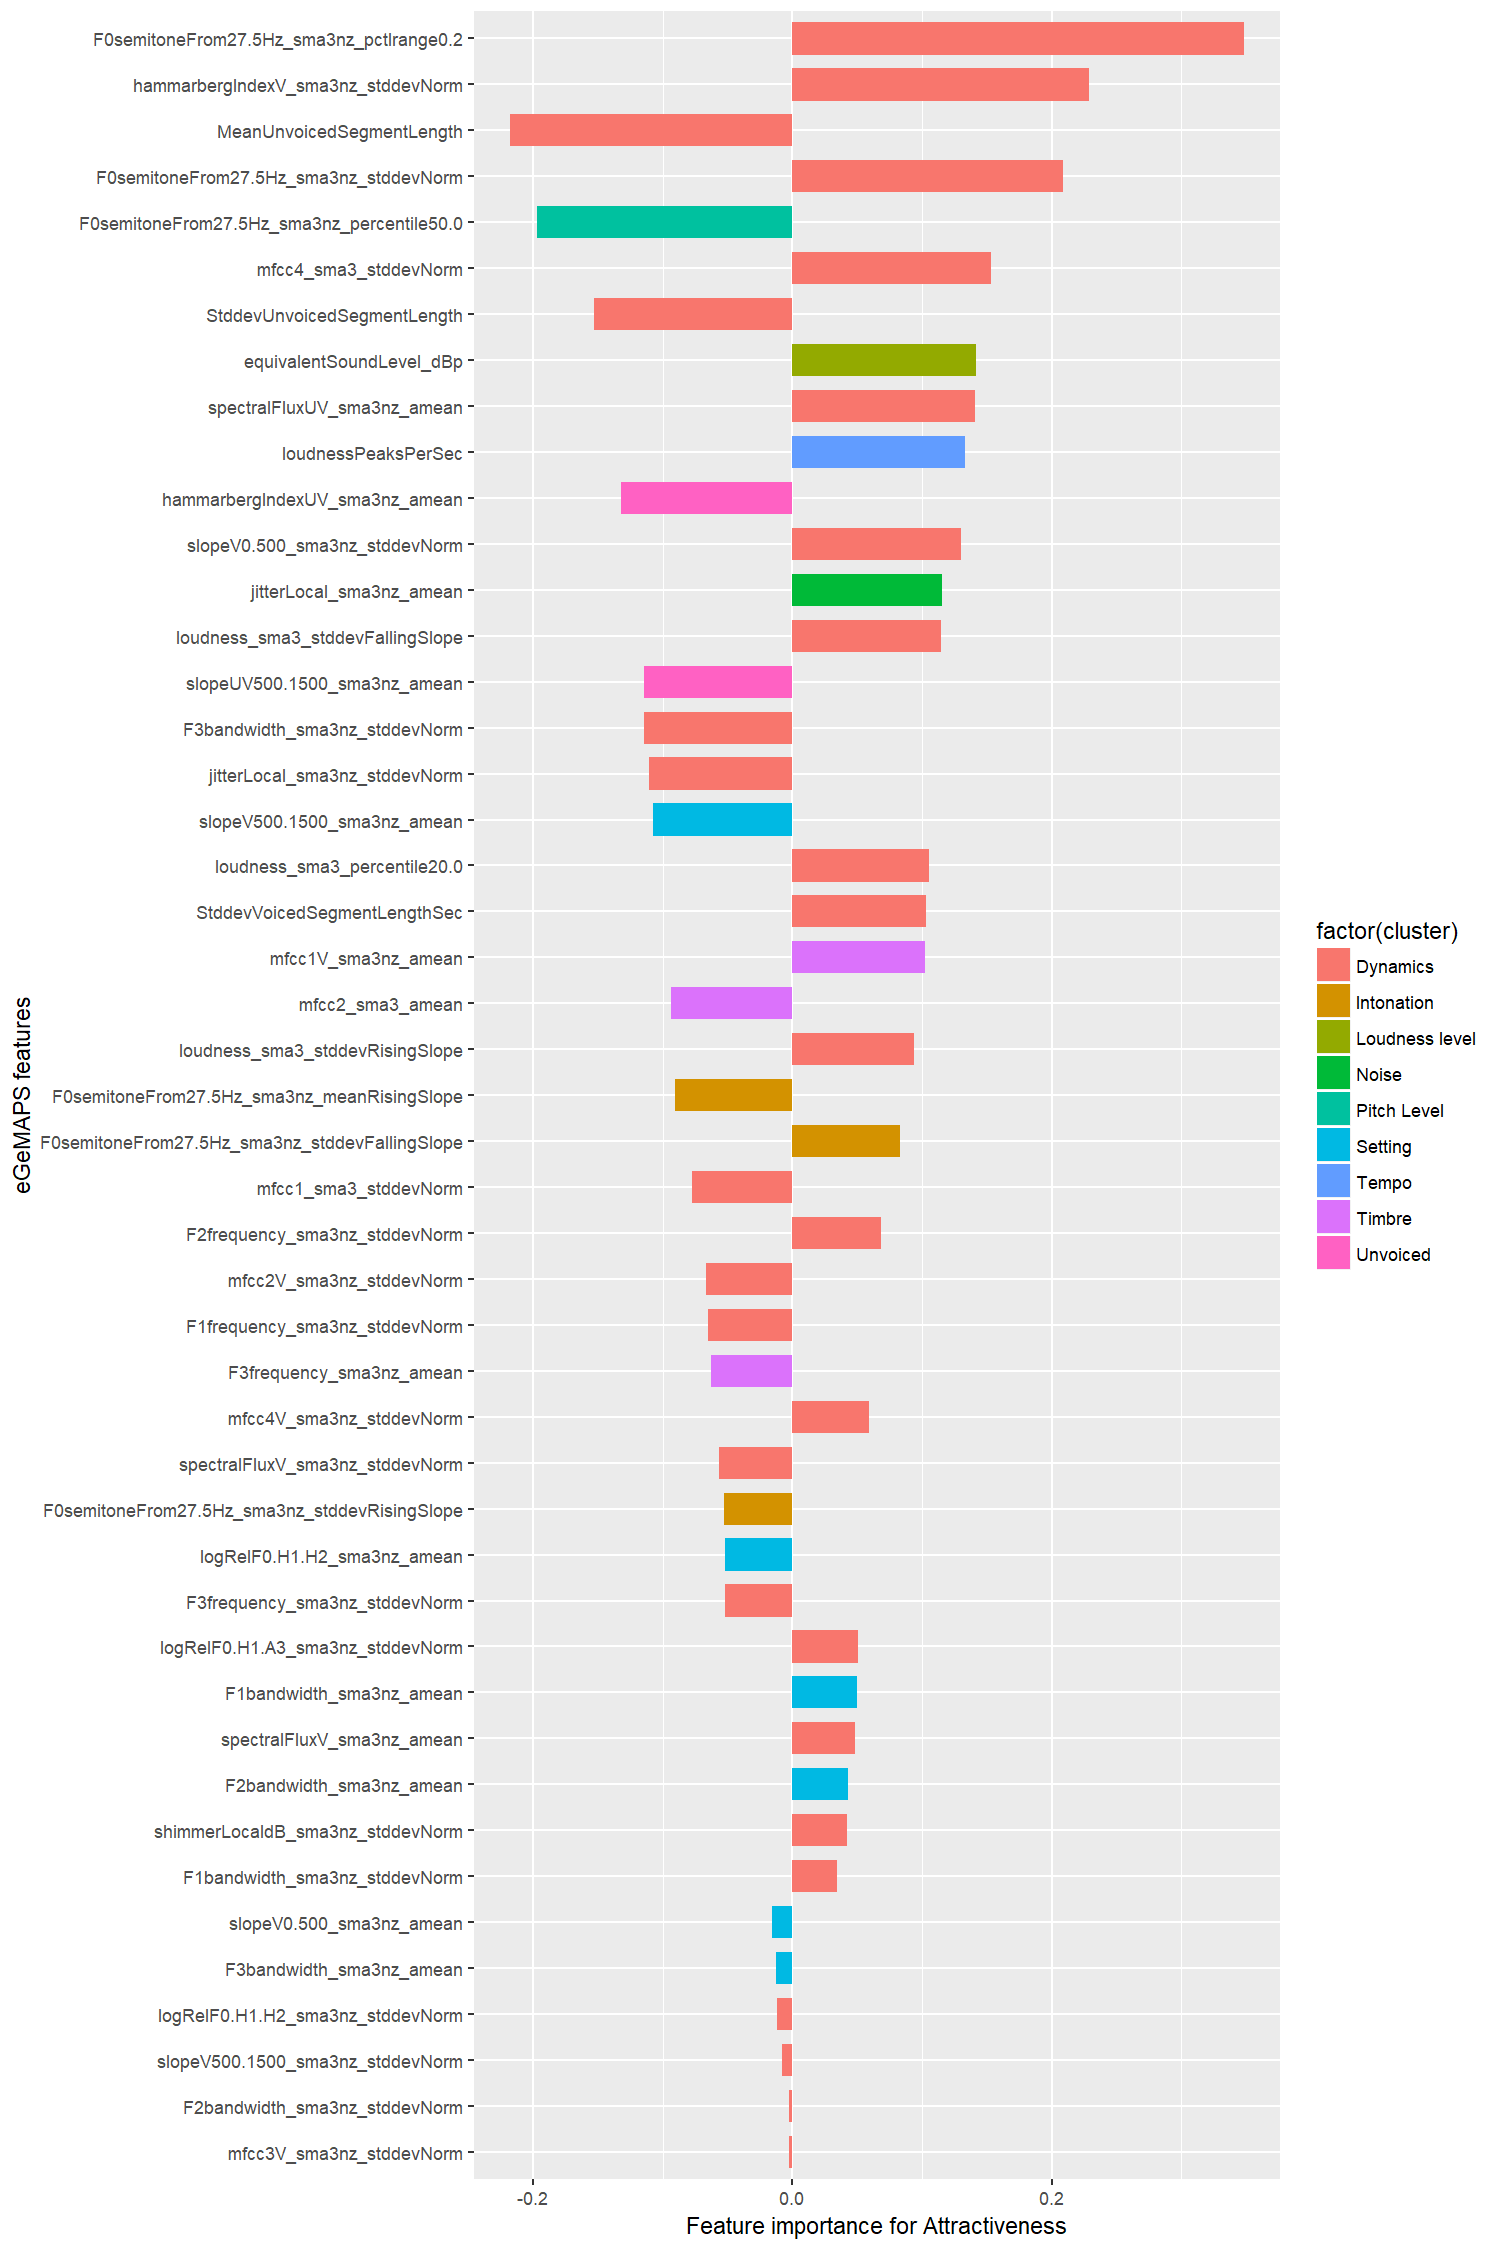 F0semitoneFrom27.5Hz_sma3nz_pctlrange0.2
hammarbergIndexV_sma3nz_stddevNorm
MeanUnvoicedSegmentLength
F0semitoneFrom27.5Hz_sma3nz_stddevNorm
F0semitoneFrom27.5Hz_sma3nz_percentile50.0
mfcc4_sma3_stddevNorm
StddevUnvoicedSegmentLength
equivalentSoundLevel_dBp
spectralFluxUV_sma3nz_amean
loudnessPeaksPerSec
hammarbergIndexUV_sma3nz_amean
slopeV0.500_sma3nz_stddevNorm
jitterLocal_sma3nz_amean
loudness_sma3_stddevFallingSlope
slopeUV500.1500_sma3nz_amean
F3bandwidth_sma3nz_stddevNorm
jitterLocal_sma3nz_stddevNorm
slopeV500.1500_sma3nz_amean
loudness_sma3_percentile20.0
StddevVoicedSegmentLengthSec
mfcc1V_sma3nz_amean
mfcc2_sma3_amean
loudness_sma3_stddevRisingSlope
F0semitoneFrom27.5Hz_sma3nz_meanRisingSlope
F0semitoneFrom27.5Hz_sma3nz_stddevFallingSlope
mfcc1_sma3_stddevNorm
F2frequency_sma3nz_stddevNorm
mfcc2V_sma3nz_stddevNorm
F1frequency_sma3nz_stddevNorm
F3frequency_sma3nz_amean
mfcc4V_sma3nz_stddevNorm
spectralFluxV_sma3nz_stddevNorm
F0semitoneFrom27.5Hz_sma3nz_stddevRisingSlope
logRelF0.H1.H2_sma3nz_amean
F3frequency_sma3nz_stddevNorm
logRelF0.H1.A3_sma3nz_stddevNorm
F1bandwidth_sma3nz_amean
spectralFluxV_sma3nz_amean
F2bandwidth_sma3nz_amean
shimmerLocaldB_sma3nz_stddevNorm
F1bandwidth_sma3nz_stddevNorm
slopeV0.500_sma3nz_amean
F3bandwidth_sma3nz_amean
logRelF0.H1.H2_sma3nz_stddevNorm
slopeV500.1500_sma3nz_stddevNorm
F2bandwidth_sma3nz_stddevNorm
mfcc3V_sma3nz_stddevNorm
eGeMAPS features
-0.2 0.0 0.2
Feature importance for Attractiveness
factor(cluster)
Dynamics
Intonation
Loudness level
Noise
Pitch Level
Setting
Tempo
Timbre
Unvoiced